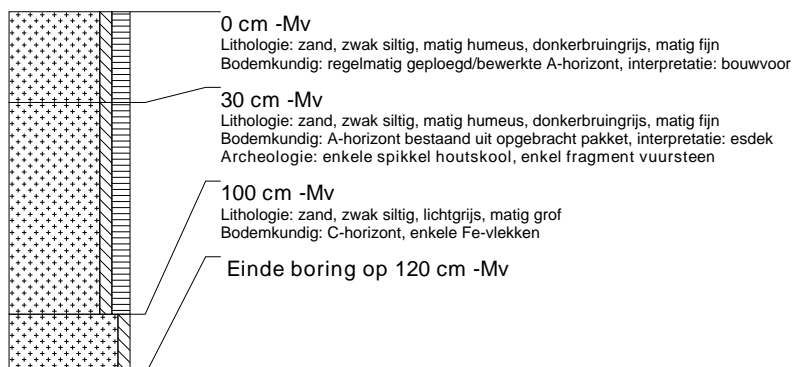 0 cm -Mv
Lithologie: zand, zwak siltig, matig humeus, donkerbruingrijs, matig fijn
Bodemkundig: regelmatig geploegd/bewerkte A-horizont, interpretatie: bouwvoor
30 cm -Mv
Lithologie: zand, zwak siltig, matig humeus, donkerbruingrijs, matig fijn
Bodemkundig: A-horizont bestaand uit opgebracht pakket, interpretatie: esdek
Archeologie: enkele spikkel houtskool, enkel fragment vuursteen
100 cm -Mv
Lithologie: zand, zwak siltig, lichtgrijs, matig grof
Bodemkundig: C-horizont, enkele Fe-vlekken
Einde boring op 120 cm -Mv